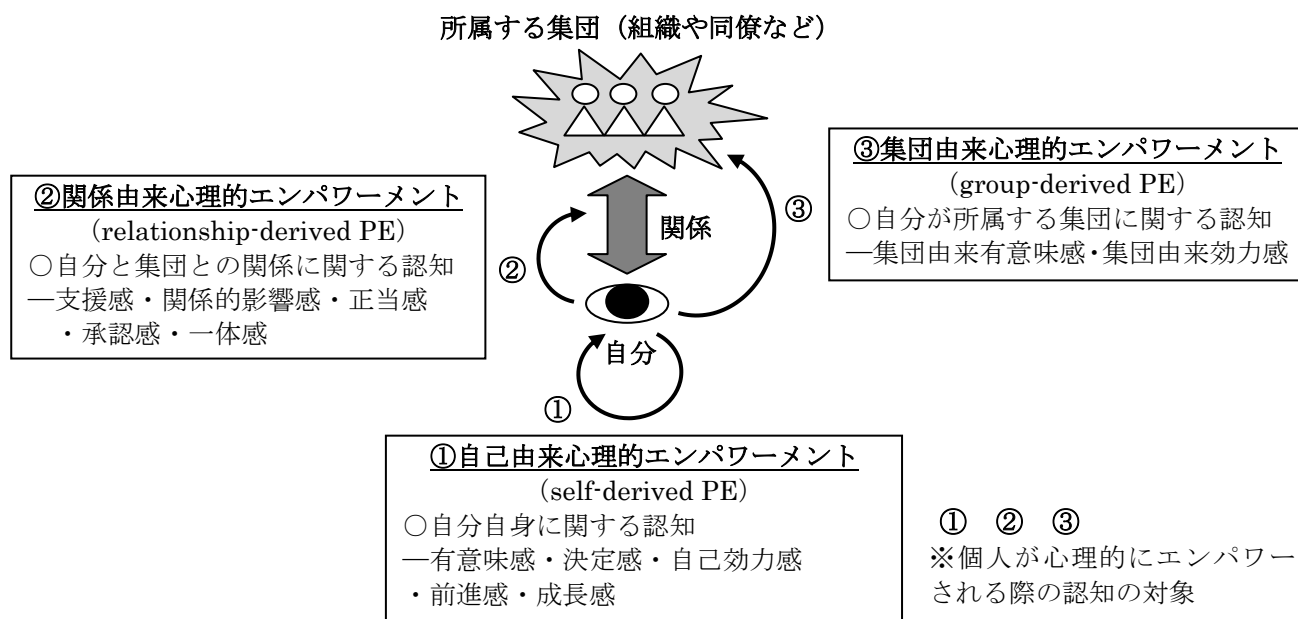 所属する集団（組織や同僚など）
③集団由来心理的エンパワーメント
（group-derived PE）
○自分が所属する集団に関する認知
―集団由来有意味感・集団由来効力感
②関係由来心理的エンパワーメント
（relationship-derived PE）
○自分と集団との関係に関する認知
―支援感・関係的影響感・正当感
・承認感・一体感
関係
③
②
自分
①
①自己由来心理的エンパワーメント
（self-derived PE）
○自分自身に関する認知
―有意味感・決定感・自己効力感
・前進感・成長感
① ② ③
※個人が心理的にエンパワー
される際の認知の対象